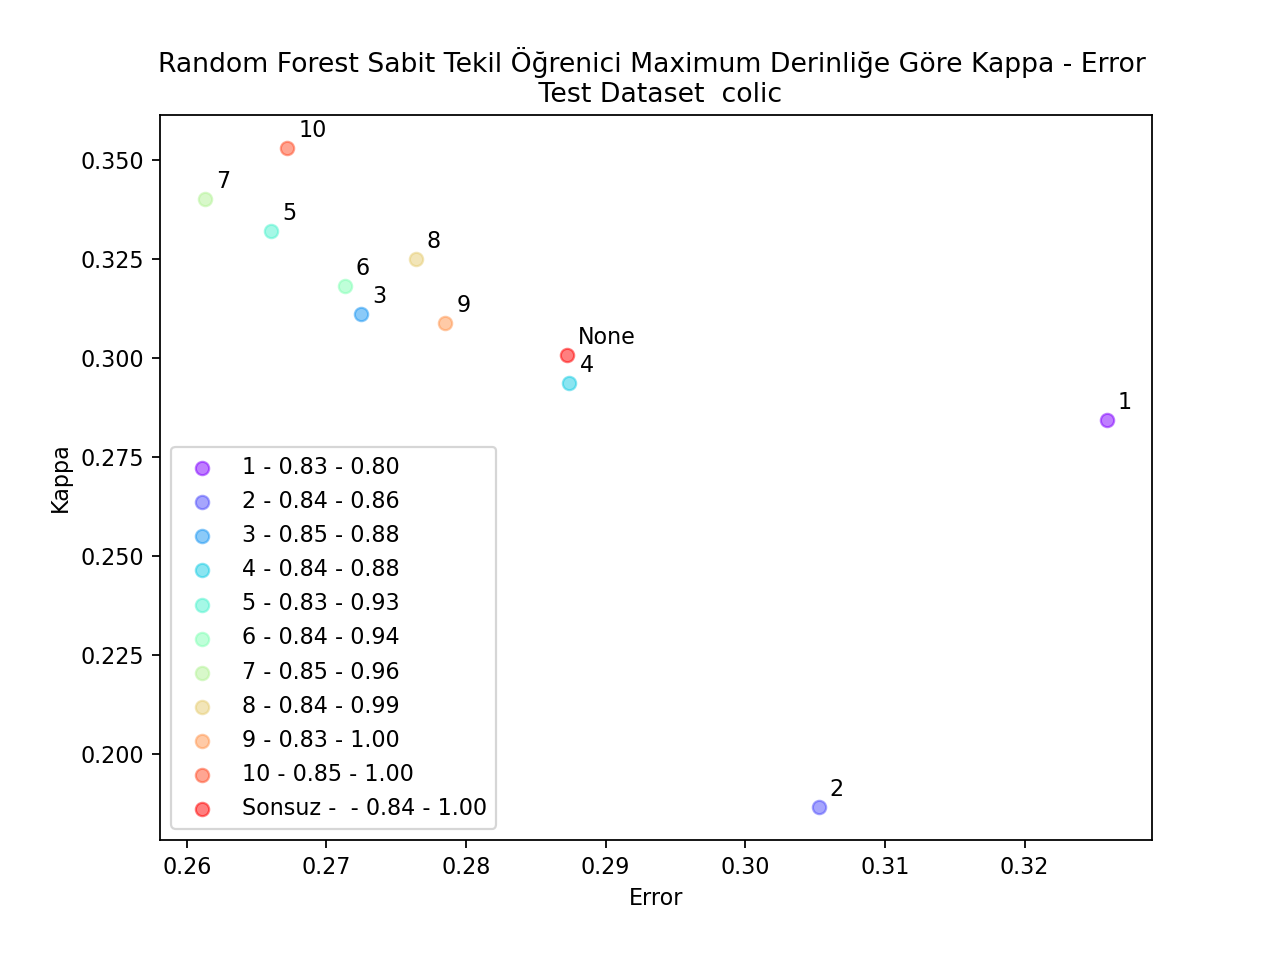 Random Forest Sabit Tekil Öğrenici Maximum Derinliğe Göre Kappa - Error
Test Dataset  colic
10
7
5
8
6
3
9
None
4
1
2
0.350
0.325
0.300
0.275
0.250
0.225
0.200
Kappa
1 - 0.83 - 0.80
2 - 0.84 - 0.86
3 - 0.85 - 0.88
4 - 0.84 - 0.88
5 - 0.83 - 0.93
6 - 0.84 - 0.94
7 - 0.85 - 0.96
8 - 0.84 - 0.99
9 - 0.83 - 1.00
10 - 0.85 - 1.00
Sonsuz -  - 0.84 - 1.00
0.26 0.27 0.28 0.29 0.30 0.31 0.32
Error